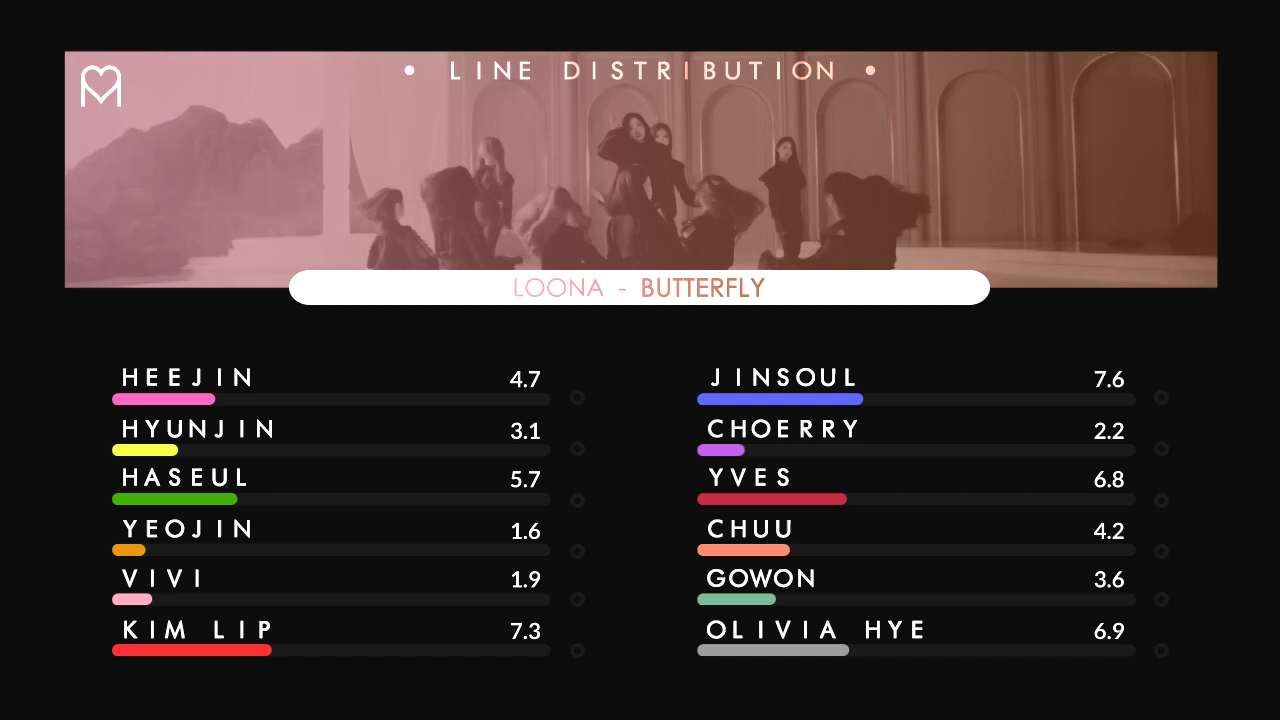 • LINE DISTRIBUTION •
LOONA - BUTTERFLY
HEEJIN 4.7
HYUNJIN 3.1
HASEUL 5.7
YEOJIN 1.6
VIVI 1.9
KIM LIP 7.3
JINSOUL 7.6
CHOERRY 2.2
YVES 6.8
CHUU 4.2
GOWON 3.6
OLIVIA HYE 6.9